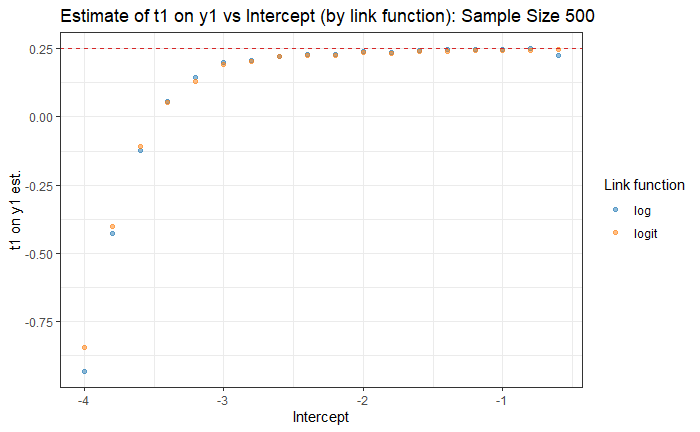 Estimate of t1 on y1 vs Intercept (by link function): Sample Size 500
t1 on y1 est.
0.25
0.00
-0.25
-0.50
-0.75
-4
-3
-2
-1
Intercept
Link function
log
logit